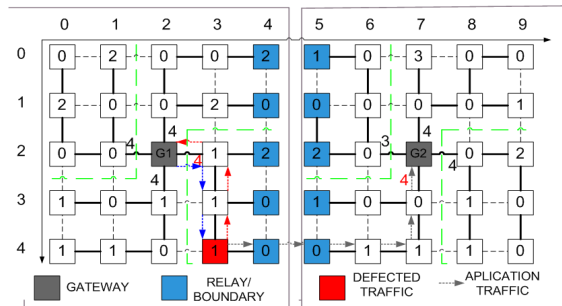 0 1 2 3 4 5 6 7 8 9
0 0 2 0 0 2 1 0 3 0 0
1 2 0 0 2 0 0 0 0 0 1
4 4 3 4
2 0 0 G1 1 2 2 0 G2 0 2
4 4 4 4
3 1 0 1 1 0 1 0 0 1 0
4 1 1 0 1 0 0 1 1 1 0
GATEWAY
RELAY/
BOUNDARY
DEFECTED
TRAFFIC
APLICATION
TRAFFIC